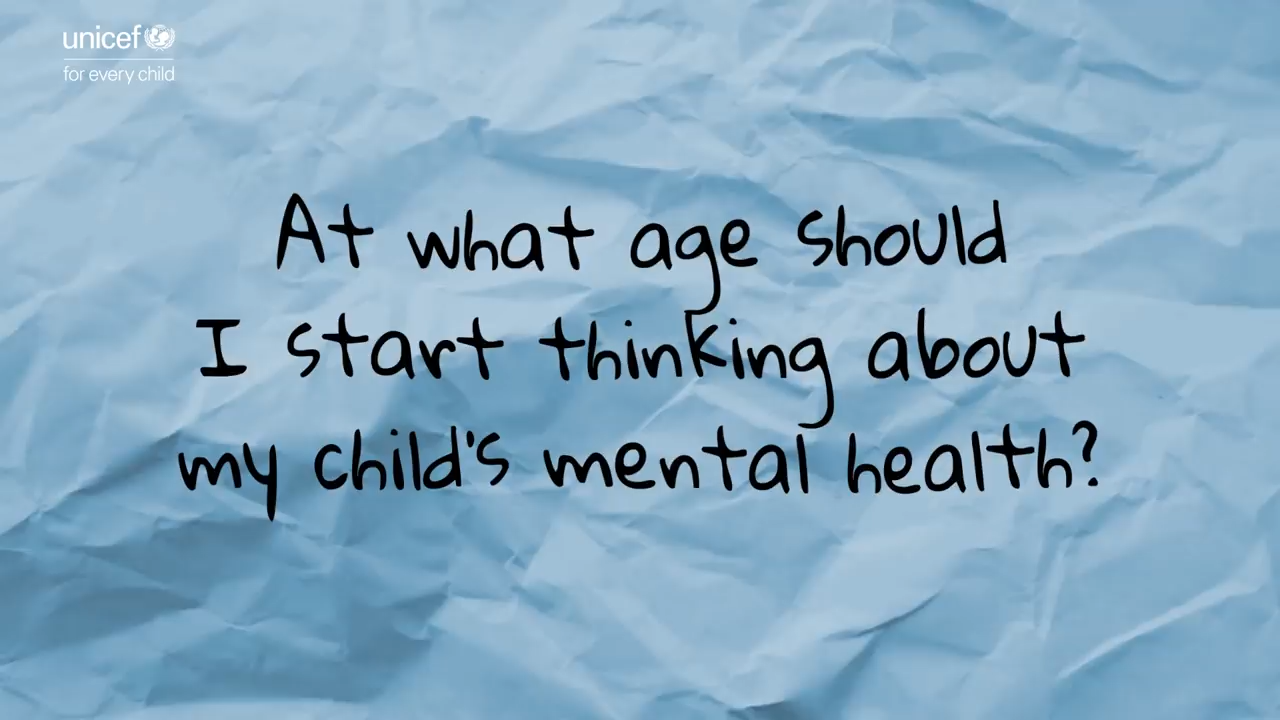 unicef
for every child
At what age should
I start thinking about
my child's mental health?